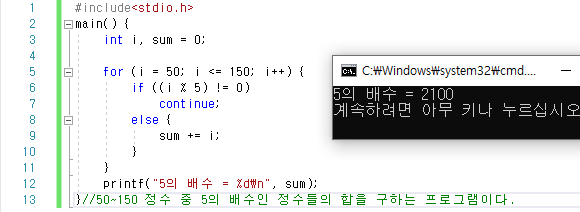 1 #include<stdio.h>
2 main() {
3 int i, sum = 0;
4
5 for (i = 50; i <= 150; i++) {
6 if ((i % 5) != 0)
7 continue;
8 else {
9 sum += i;
10 }
11 }
12 printf("5의 배수 = %d₩n", sum);
13 }//50~150 정수 중 5의 배수인 정수들의 합을 구하는 프로그램이다.
C:₩Windows₩system32₩cmd....
5의 배수 = 2100
계속하려면 아무 키나 누르십시오